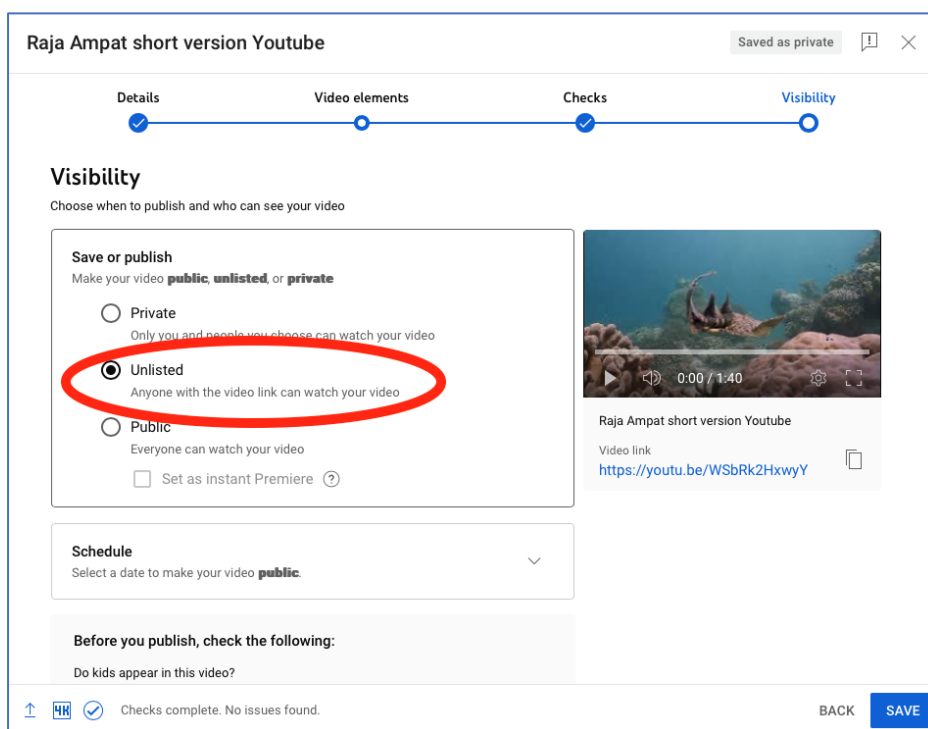 Raja Ampat short version Youtube
Saved as private
Details
Video elements
Checks
Visibility
Visibility
Choose when to publish and who can see your video
Save or publish
Make your video public, unlisted, or private
Private
Only you and people you choose can watch your video
Unlisted
Anyone with the video link can watch your video
Public
Everyone can watch your video
Set as instant Premiere ?
Schedule
Select a date to make your video public.
0:00 / 1:40
Raja Ampat short version Youtube
Video link
https://youtu.be/WSbRk2HxwyY
Before you publish, check the following:
Do kids appear in this video?
4K
Checks complete. No issues found.
BACK
SAVE